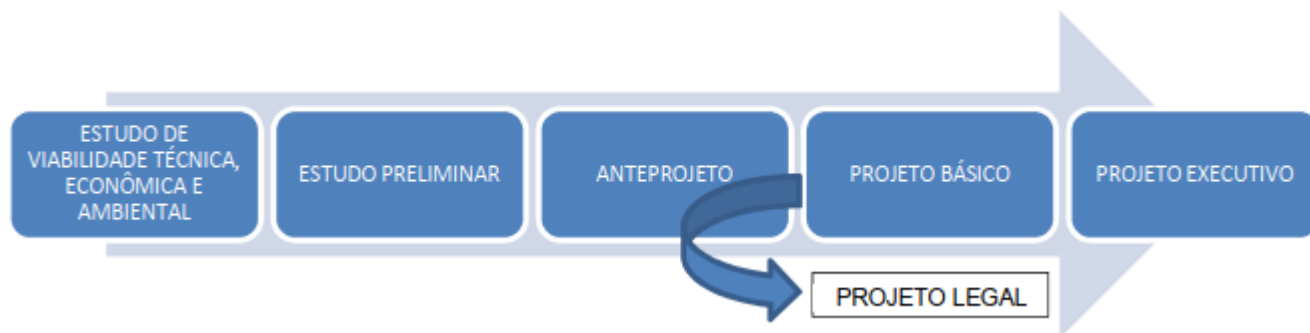 ESTUDO DE
VIABILIDADE TÉCNICA,
ECONÔMICA E
AMBIENTAL
ESTUDO PRELIMINAR
ANTEPROJETO
PROJETO BÁSICO
PROJETO EXECUTIVO
PROJETO LEGAL